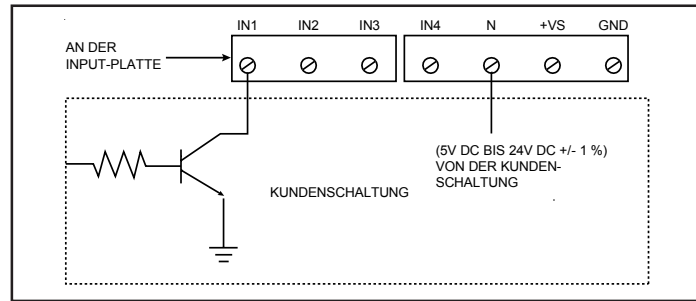 IN1 IN2 IN3 IN4 N +VS GND
AN DER
INPUT-PLATTE
(5V DC BIS 24V DC +/- 1 %)
VON DER KUNDEN-
SCHALTUNG
KUNDENSCHALTUNG